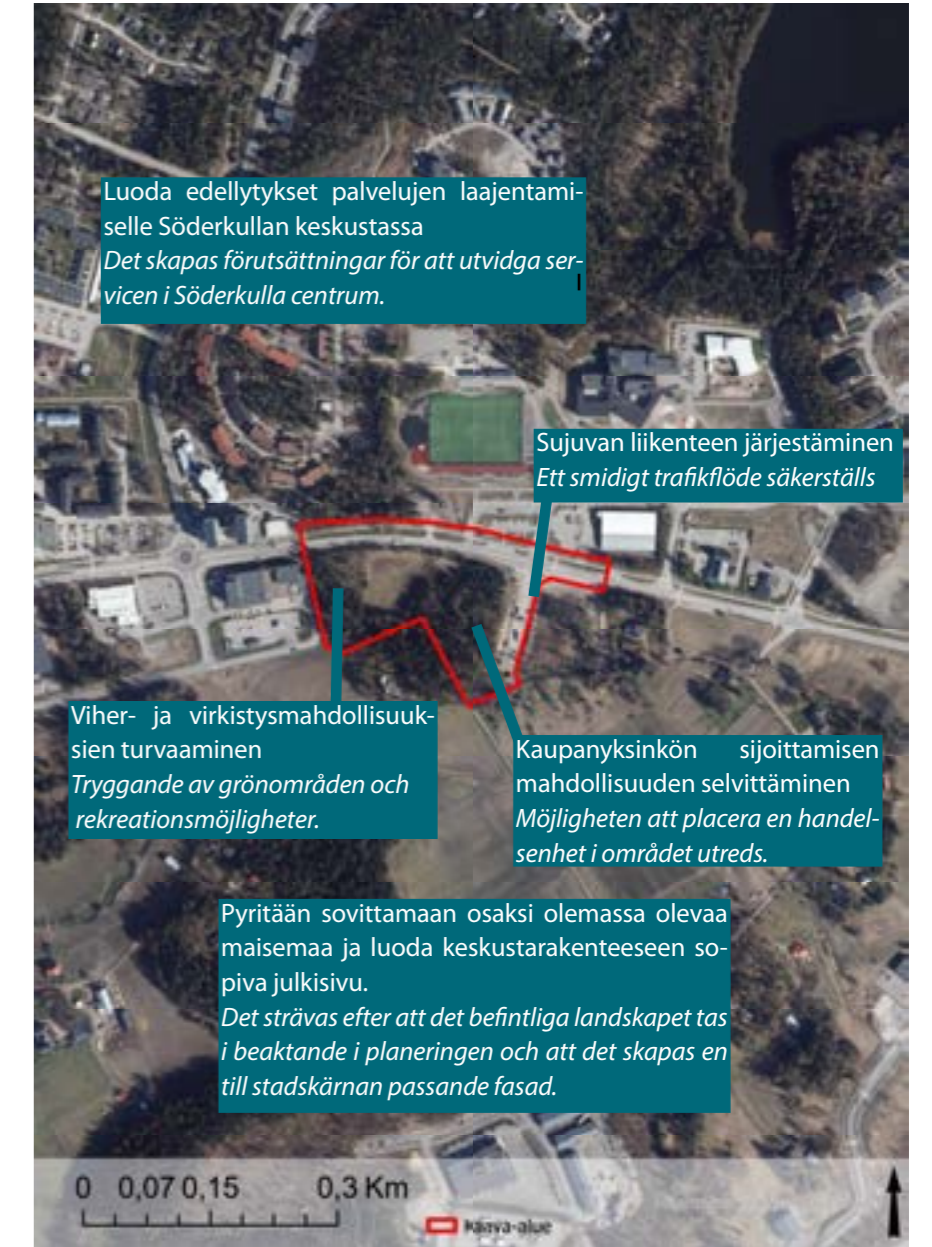 Luoda edellytykset palvelujen laajentami-
selle Söderkullan keskustassa
Det skapas förutsättningar för att utvidga ser-
vicen i Söderkulla centrum.
Sujuvan liikenteen järjestäminen
Ett smidigt trafikflöde säkerställs
Viher- ja virkistysmahdollisuuk-
sien turvaaminen
Tryggande av grönområden och
rekreationsmöjligheter.
Kaupanyksinkön sijoittamisen
mahdollisuuden selvittäminen
Möjligheten att placera en handel-
senhet i området utreds.
Pyritään sovittamaan osaksi olemassa olevaa
maisemaa ja luoda keskustarakenteeseen so-
piva julkisivu.
Det strävas efter att det befintliga landskapet tas
i beaktande i planeringen och att det skapas en
till stadskärnan passande fasad.
0 0,07 0,15 0,3 Km
Kaava-alue